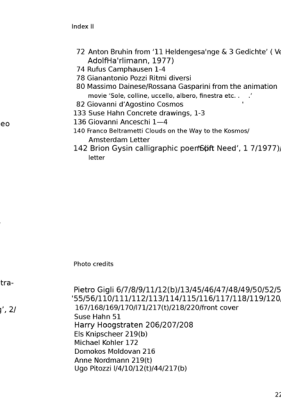 Index II
72 Anton Bruhin from '11 Heldengesa'nge & 3 Gedichte' ( Ve
AdolfHa'rlimann, 1977)
74 Rufus Camphausen 1-4
78 Gianantonio Pozzi Ritmi diversi
80 Massimo Dainese/Rossana Gasparini from the animation
movie 'Sole, colline, uccello, albero, finestra etc. . .'
82 Giovanni d'Agostino Cosmos
133 Suse Hahn Concrete drawings, 1-3
eo
136 Giovanni Anceschi 1—4
140 Franco Beltrametti Clouds on the Way to the Kosmos/
Amsterdam Letter
142 Brion Gysin calligraphic poem Need', 1 7/1977)/
letter
Photo credits
tra-
Pietro Gigli 6/7/8/9/11/12(b)/13/45/46/47/48/49/50/52/5
'55/56/110/111/112/113/114/115/116/117/118/119/120/
g', 2/
167/168/169/170/l71/217(t)/218/220/front cover
Suse Hahn 51
Harry Hoogstraten 206/207/208
Els Knipscheer 219(b)
Michael Kohler 172
Domokos Moldovan 216
Anne Nordmann 219(t)
Ugo Pitozzi l/4/10/12(t)/44/217(b)
22